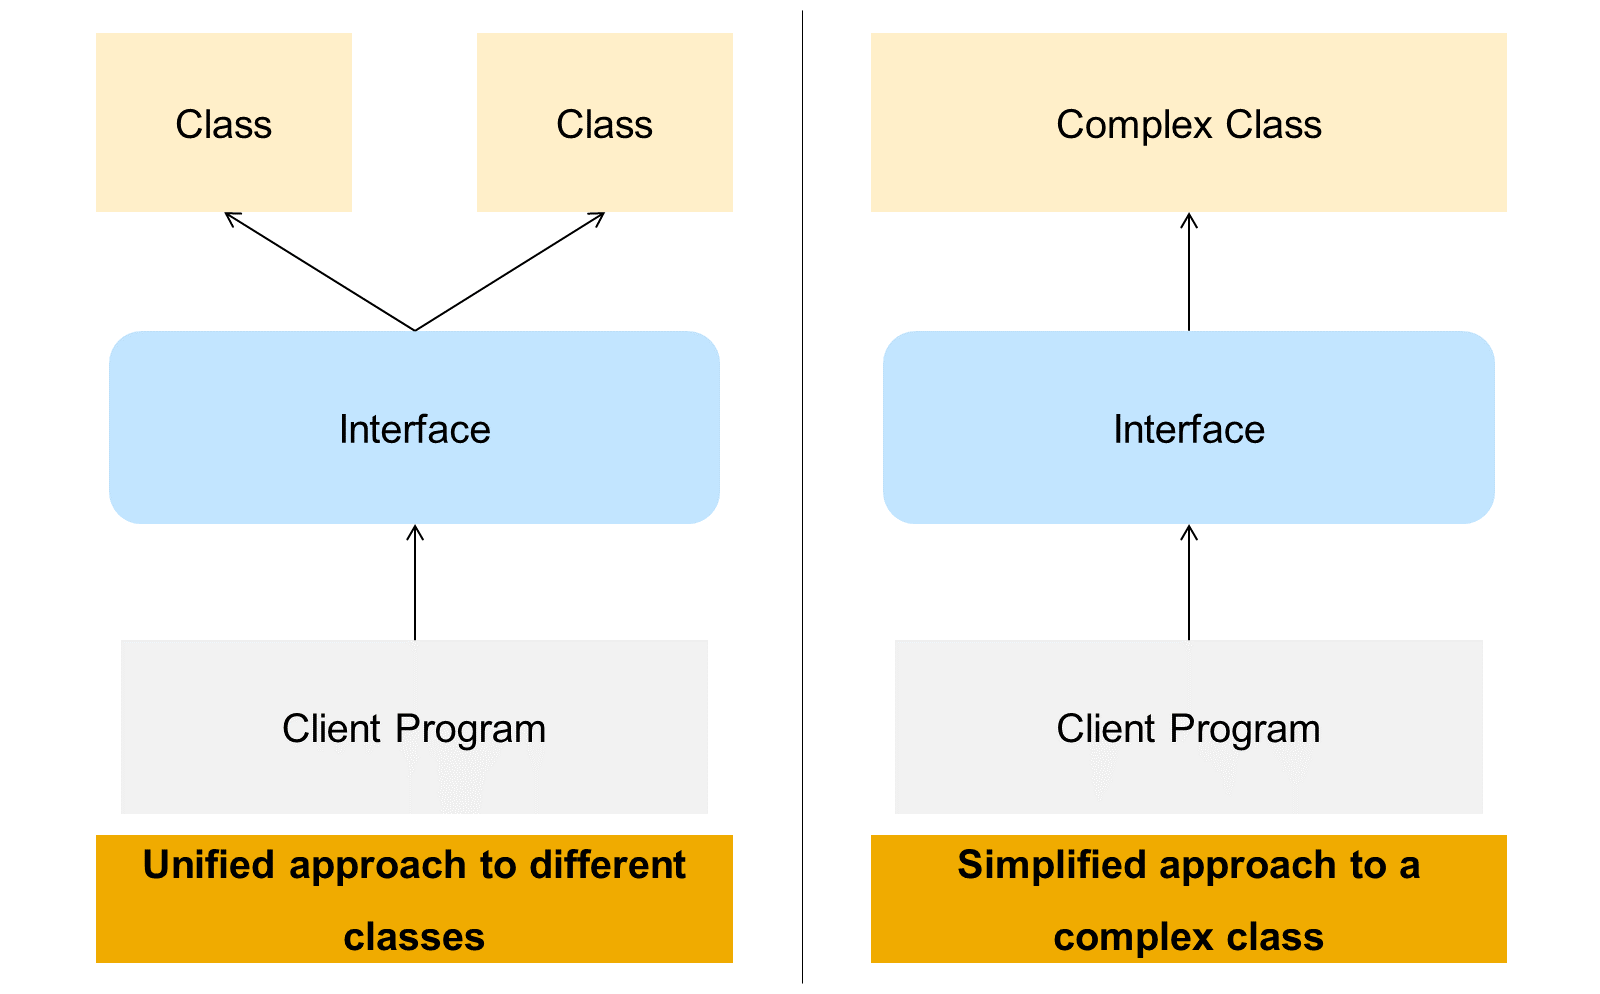 Class
Class
Interface
Client Program
Unified approach to different
classes
Complex Class
Interface
Client Program
Simplified approach to a
complex class